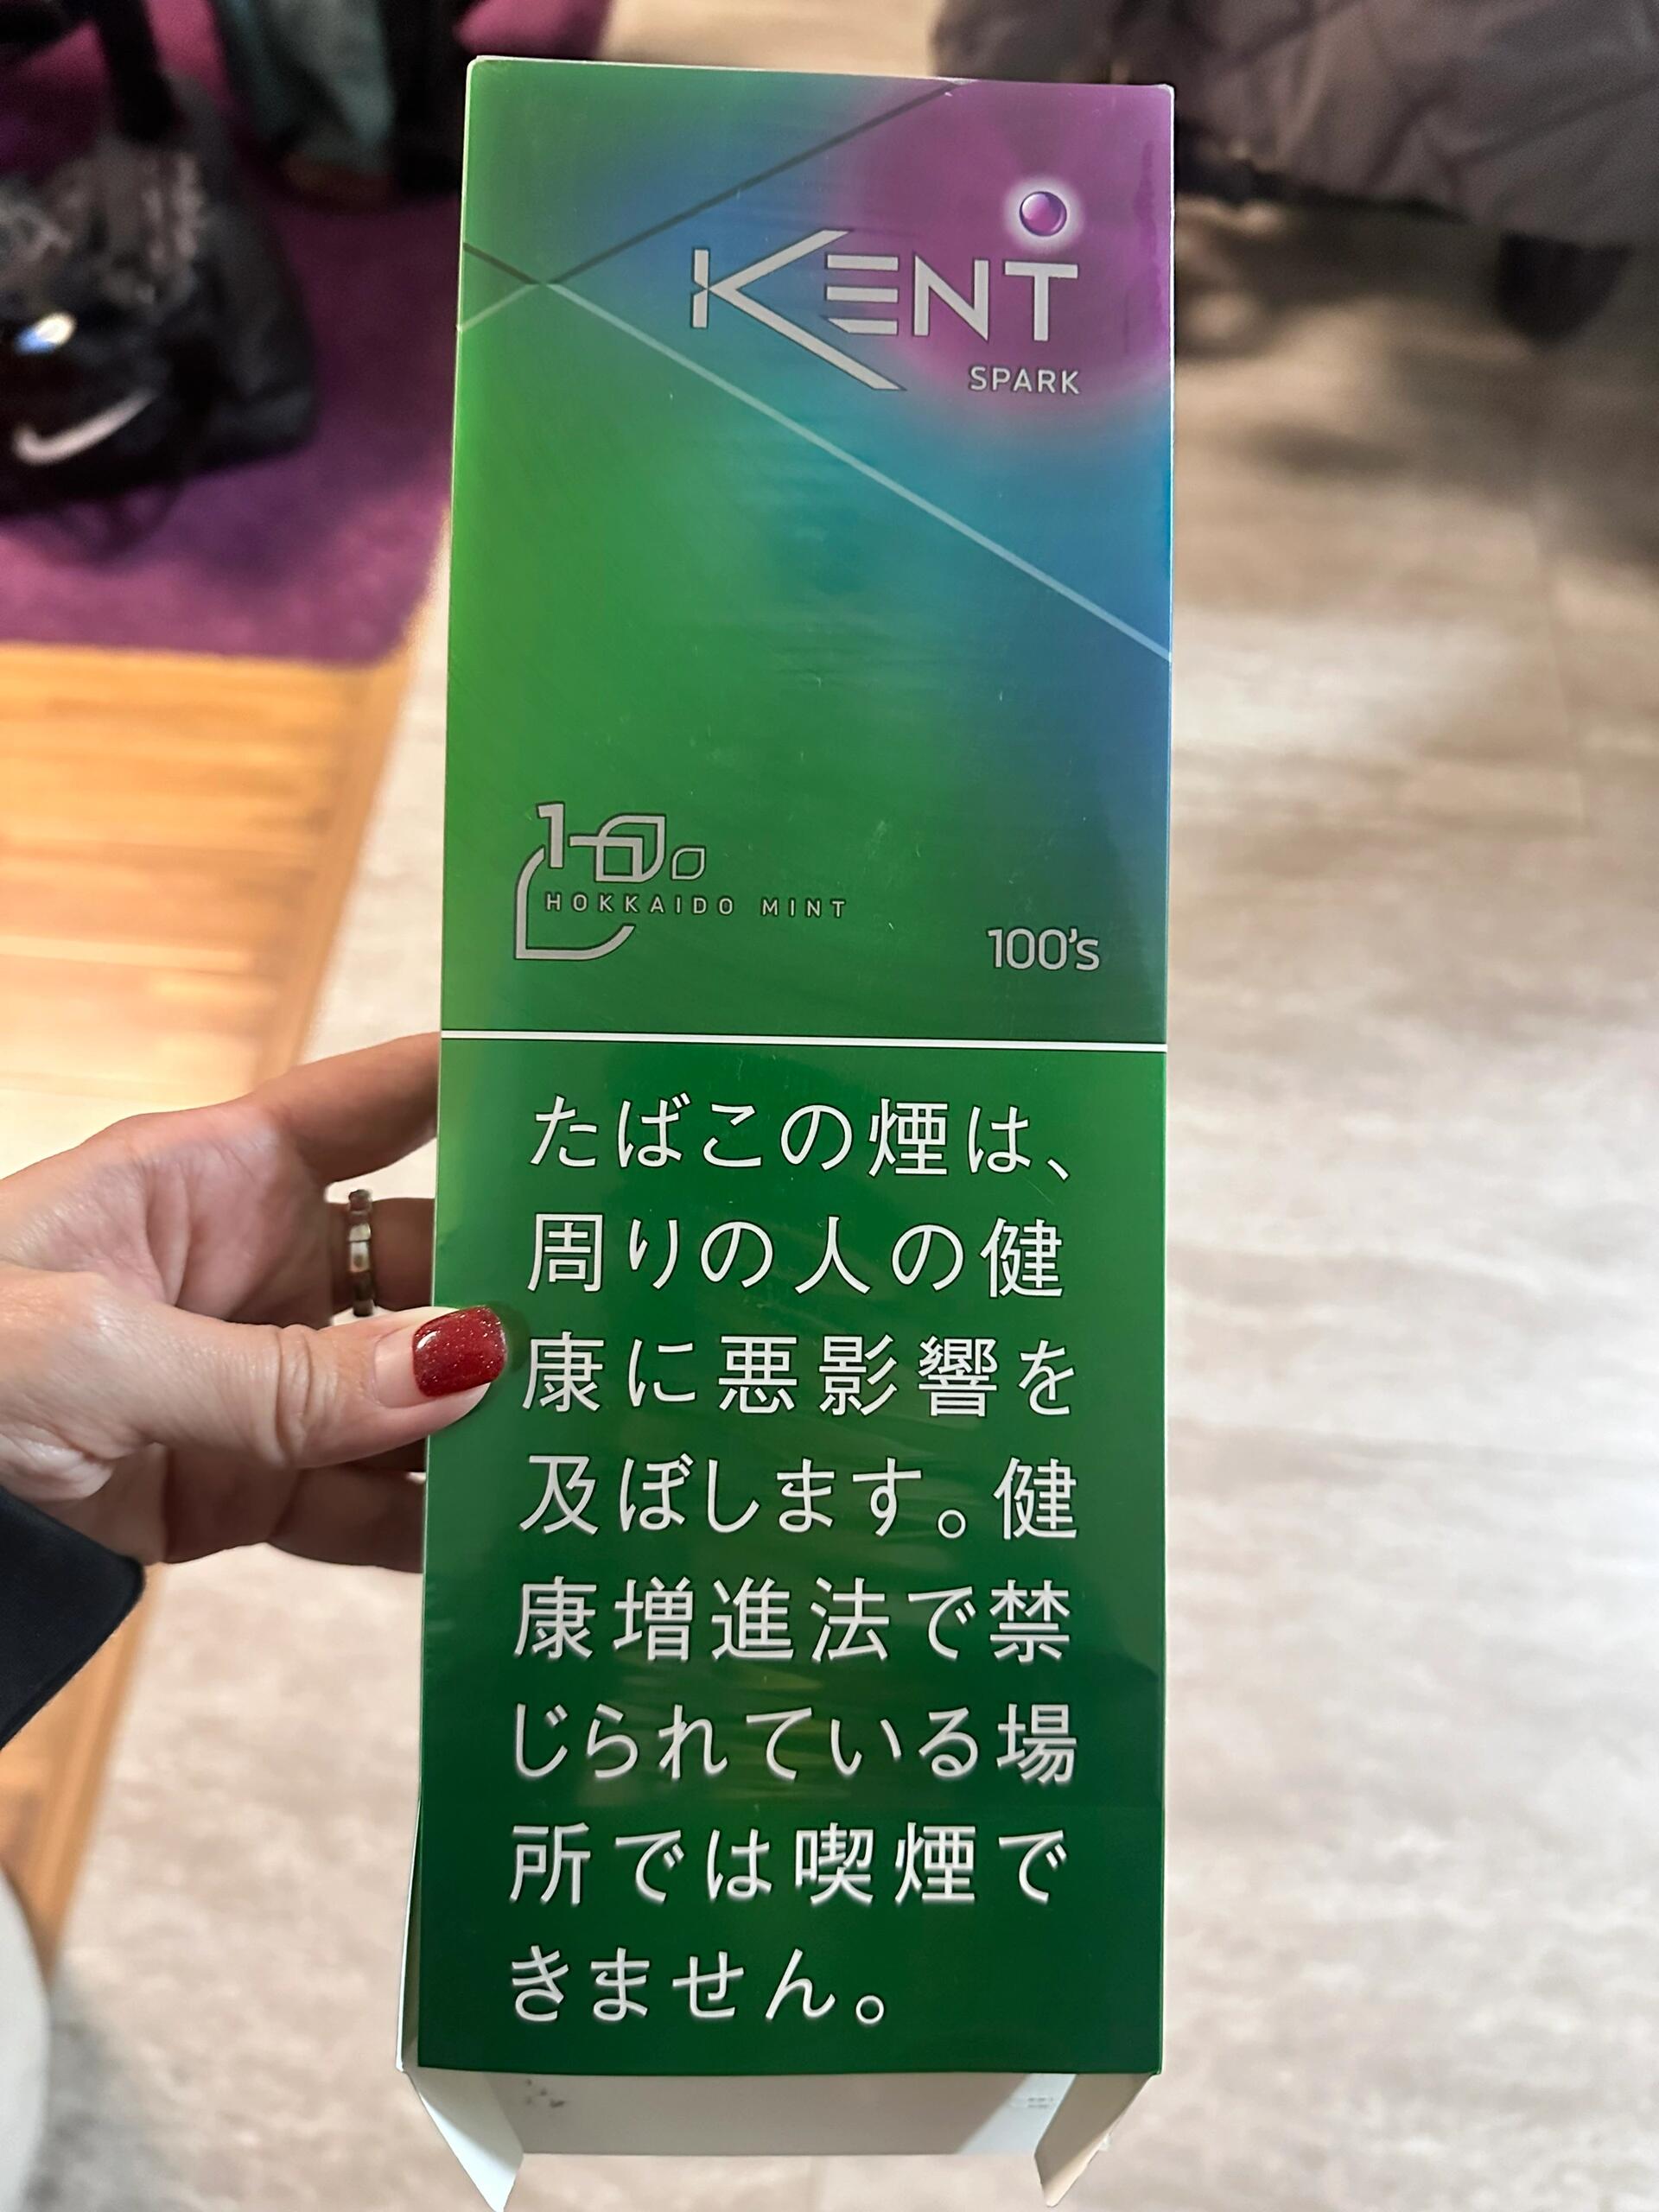 KENT
SPARK
1
HOKKAIDO MINT
100's
たばこの煙は、
周りの人の健
康に悪影響を
及ぼします。健
康増進法で禁
じられている場
所では喫煙で
きません。